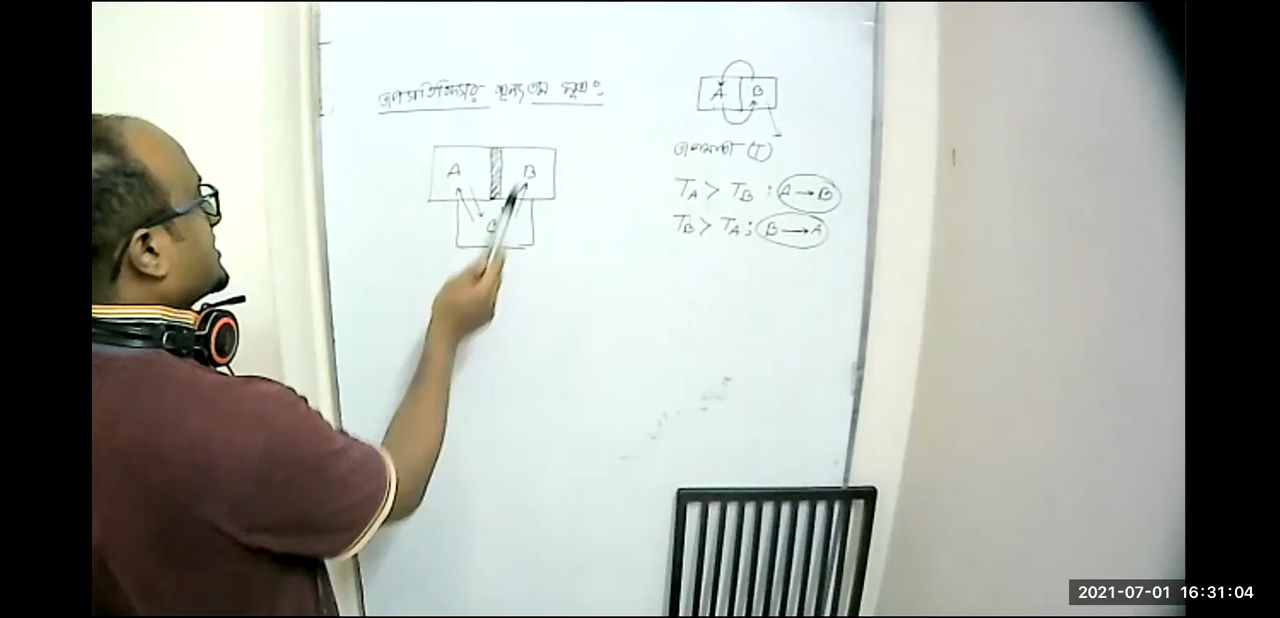 তাপগতিবিদ্যার শূন্যতম সূত্রঃ
A B
C
A B
তাপমাত্রা (T)
T_A > T_B : A → B
T_B > T_A : B → A
2021-07-01 16:31:04